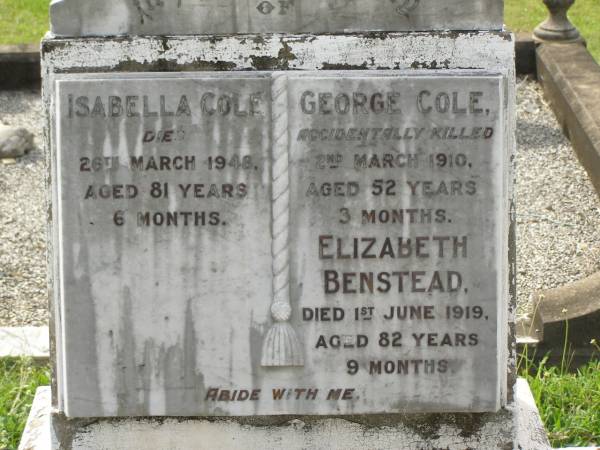 OF
ISABELLA COLE
DIED
26TH MARCH 1948,
AGED 81 YEARS
6 MONTHS.
GEORGE COLE,
ACCIDENTALLY KILLED
2ND MARCH 1910,
AGED 52 YEARS
3 MONTHS.
ELIZABETH
BENSTEAD,
DIED 1ST JUNE 1919,
AGED 82 YEARS
9 MONTHS.
ABIDE WITH ME.